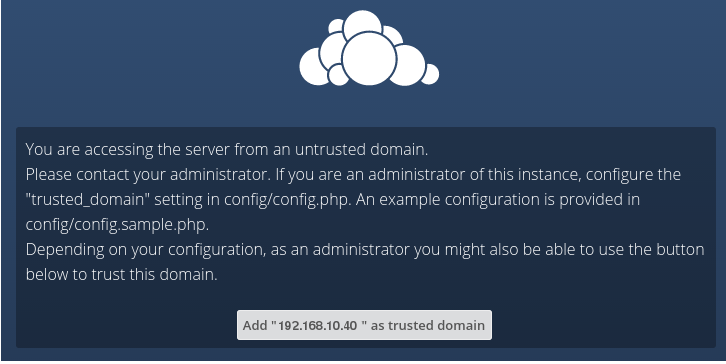 You are accessing the server from an untrusted domain.
Please contact your administrator. If you are an administrator of this instance, configure the
"trusted_domain" setting in config/config.php. An example configuration is provided in
config/config.sample.php.
Depending on your configuration, as an administrator you might also be able to use the button
below to trust this domain.
Add "192.168.10.40 " as trusted domain